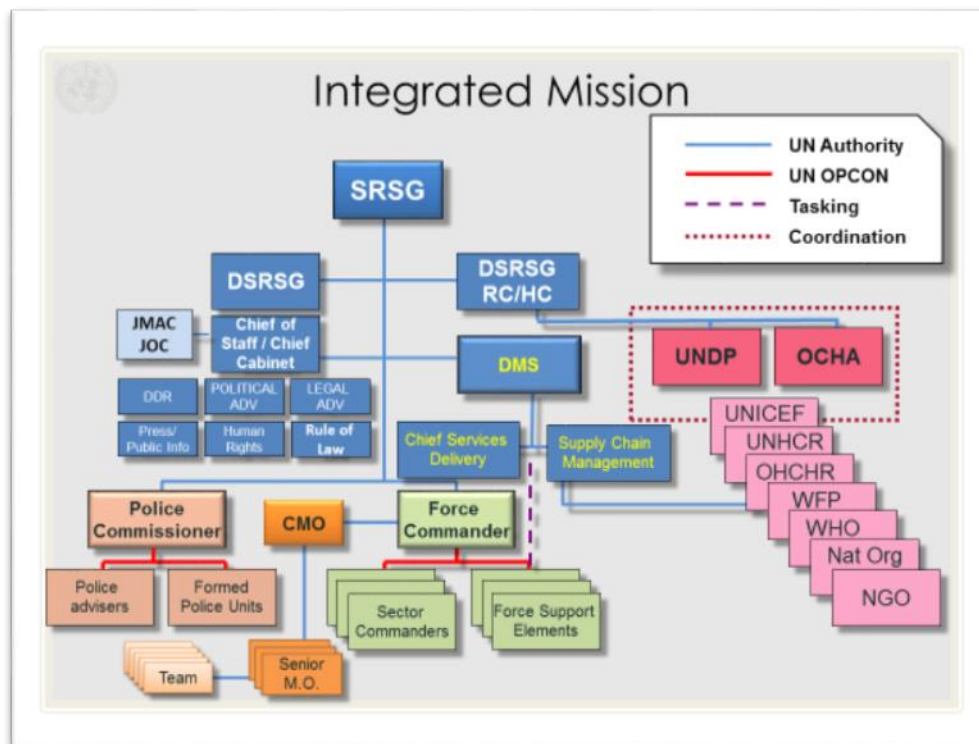 Integrated Mission
UN Authority
UN OPCON
Tasking
Coordination
SRSG
DSRSG
DSRSG
RC/HC
JMAC
JOC
Chief of
Staff / Chief
Cabinet
DMS
UNDP
OCHA
DDR
POLITICAL
ADV
LEGAL
ADV
Press/
Public Info
Human
Rights
Rule of
Law
Chief Services
Delivery
Supply Chain
Management
UNICEF
UNHCR
OHCHR
WFP
WHO
Nat Org
NGO
Police
Commissioner
CMO
Force
Commander
Police
advisers
Formed
Police Units
Sector
Commanders
Force Support
Elements
Team
Senior
M.O.